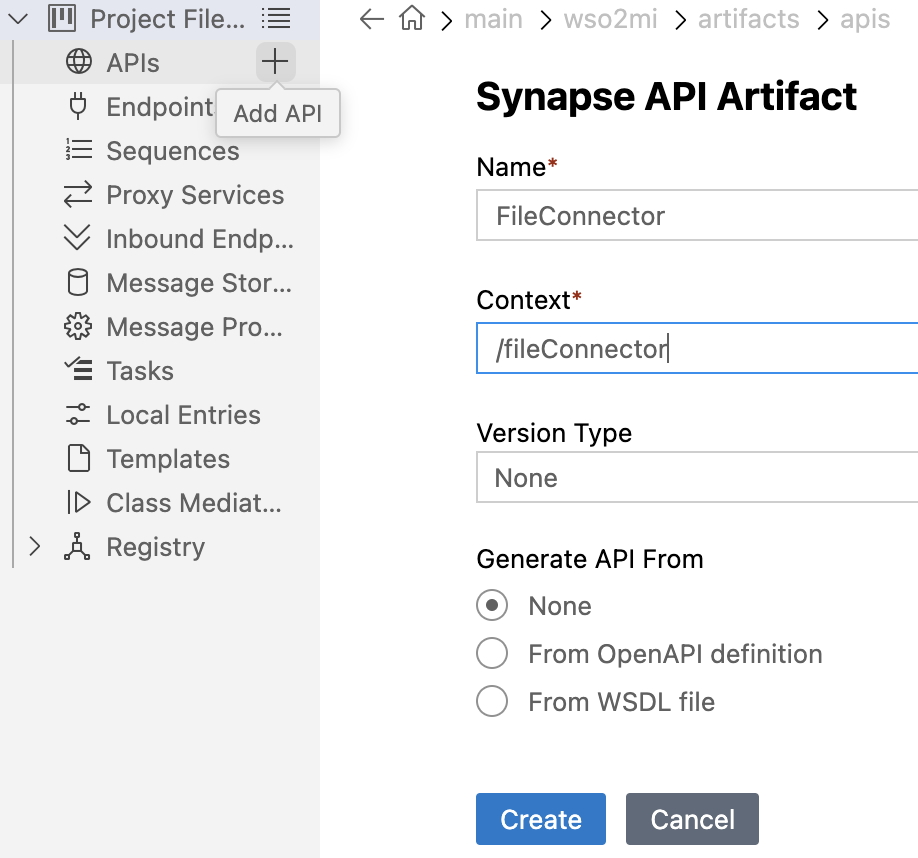 Project File...
APIs
Add API
Endpoint
Sequences
Proxy Services
Inbound Endp...
Message Stor...
Message Pro...
Tasks
Local Entries
Templates
Class Mediat...
Registry
main > wso2mi > artifacts > apis
Synapse API Artifact
Name*
FileConnector
Context*
/fileConnector
Version Type
None
Generate API From
None
From OpenAPI definition
From WSDL file
Create Cancel